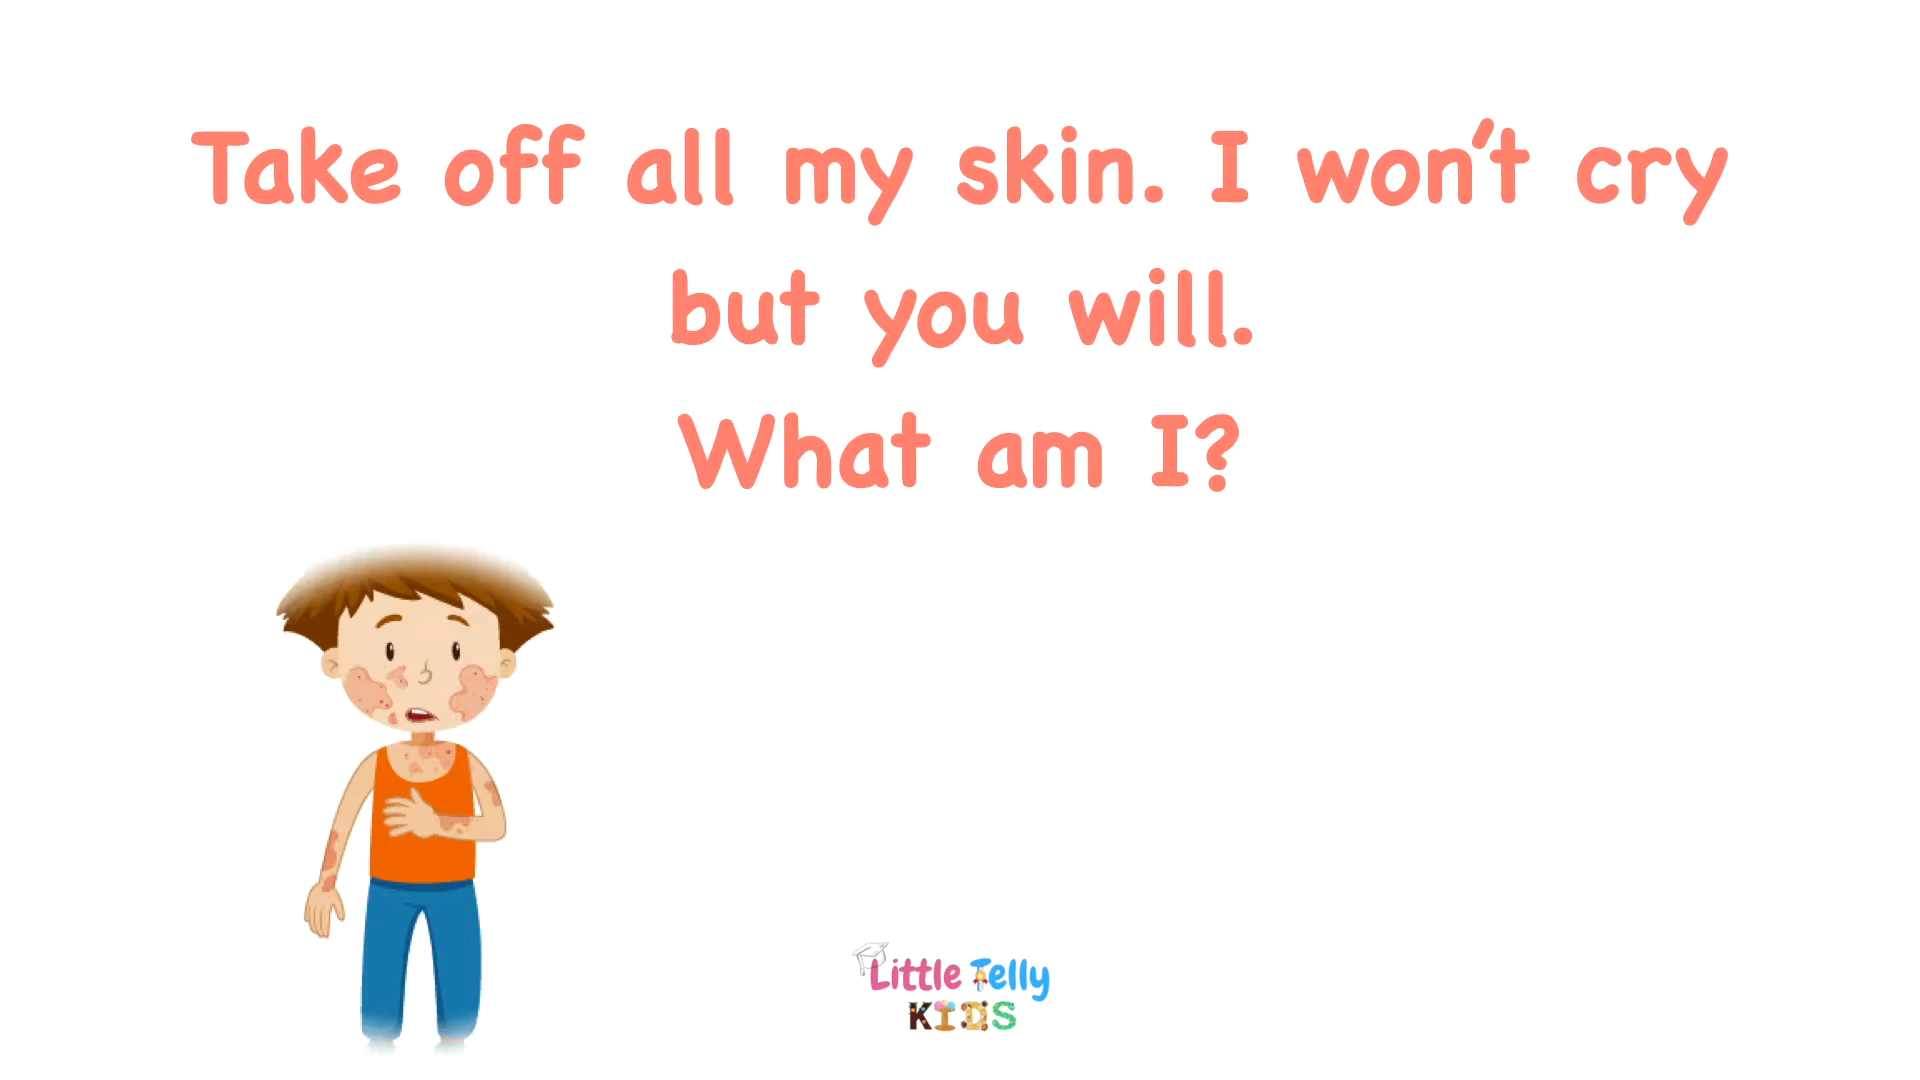 Take off all my skin. I won't cry
but you will.
What am I?
Little Telly
KIDS